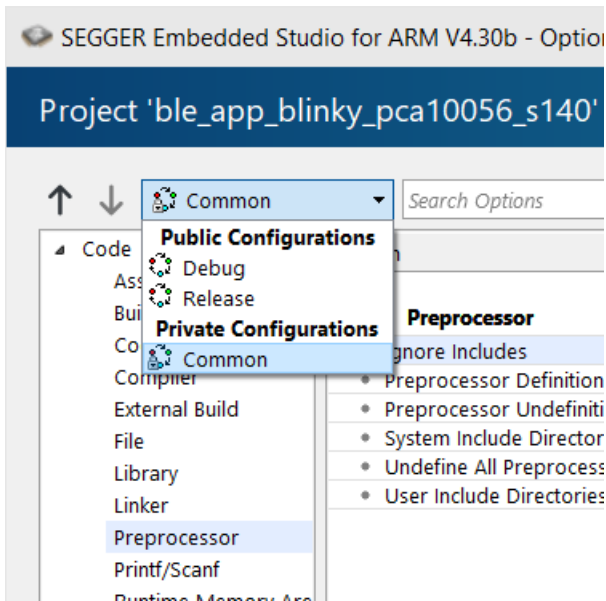 SEGGER Embedded Studio for ARM V4.30b - Optio
Project 'ble_app_blinky_pca10056_s140'
Common
Search Options
Code
Public Configurations
Debug
Release
Private Configurations
Common
Compiler
External Build
File
Library
Linker
Preprocessor
Printf/Scanf
Preprocessor
gnore Includes
Preprocessor Definition
Preprocessor Undefiniti
System Include Director
Undefine All Preprocess
User Include Directories